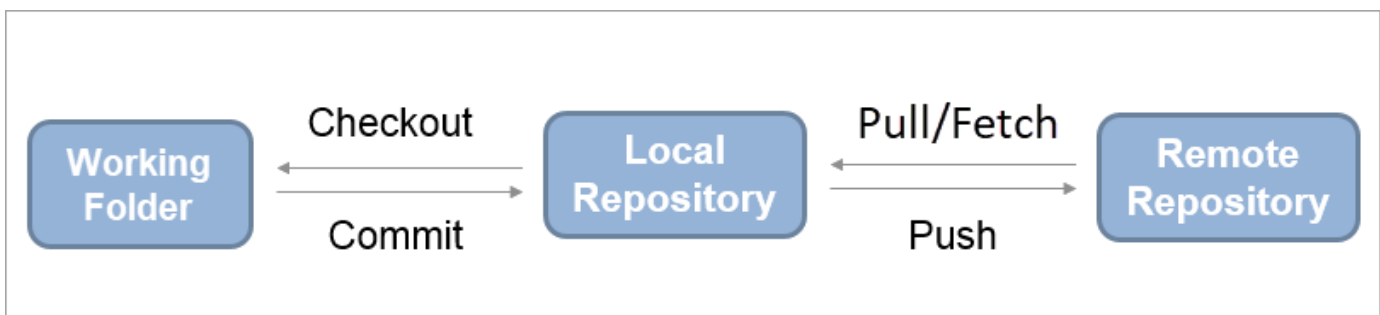 Checkout
Working
Folder
Commit
Local
Repository
Pull/Fetch
Push
Remote
Repository